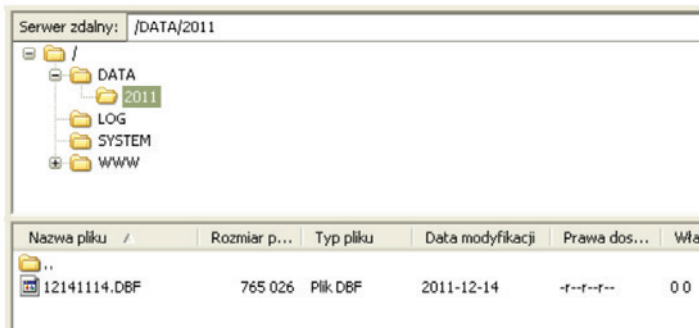 Serwer zdalny: /DATA/2011
/
DATA
2011
LOG
SYSTEM
WWW
Nazwa pliku Rozmiar p... Typ pliku Data modyfikacji Prawa dos... Wła
..
12141114.DBF 765 026 Plik DBF 2011-12-14 -r--r--r-- 0 0